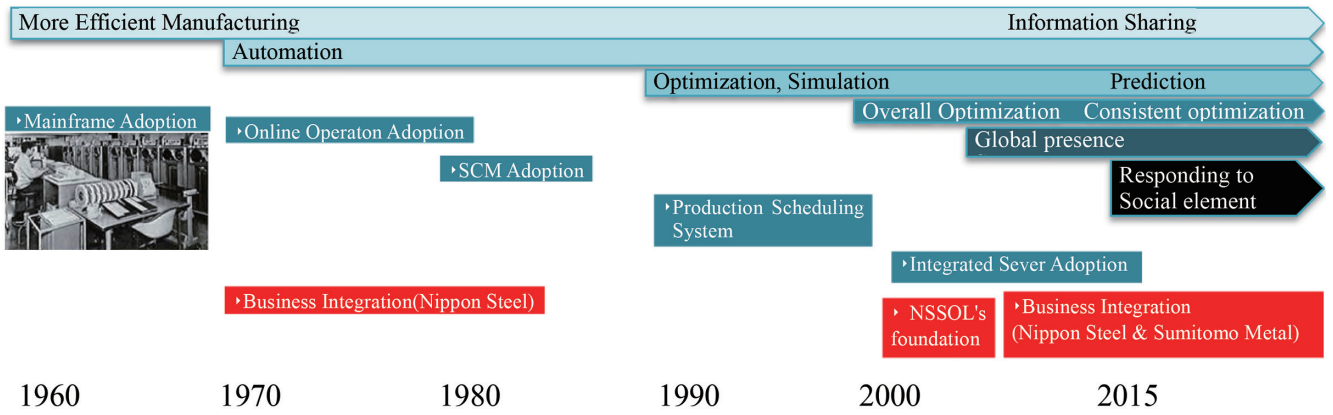 More Efficient Manufacturing Information Sharing
Automation
Optimization, Simulation Prediction
Overall Optimization Consistent optimization
Global presence
Responding to
Social element
‣Mainframe Adoption
‣Online Operaton Adoption
‣SCM Adoption
‣Production Scheduling
System
‣Integrated Sever Adoption
‣Business Integration(Nippon Steel)
‣ NSSOL's
foundation
‣Business Integration
(Nippon Steel & Sumitomo Metal)
1960 1970 1980 1990 2000 2015